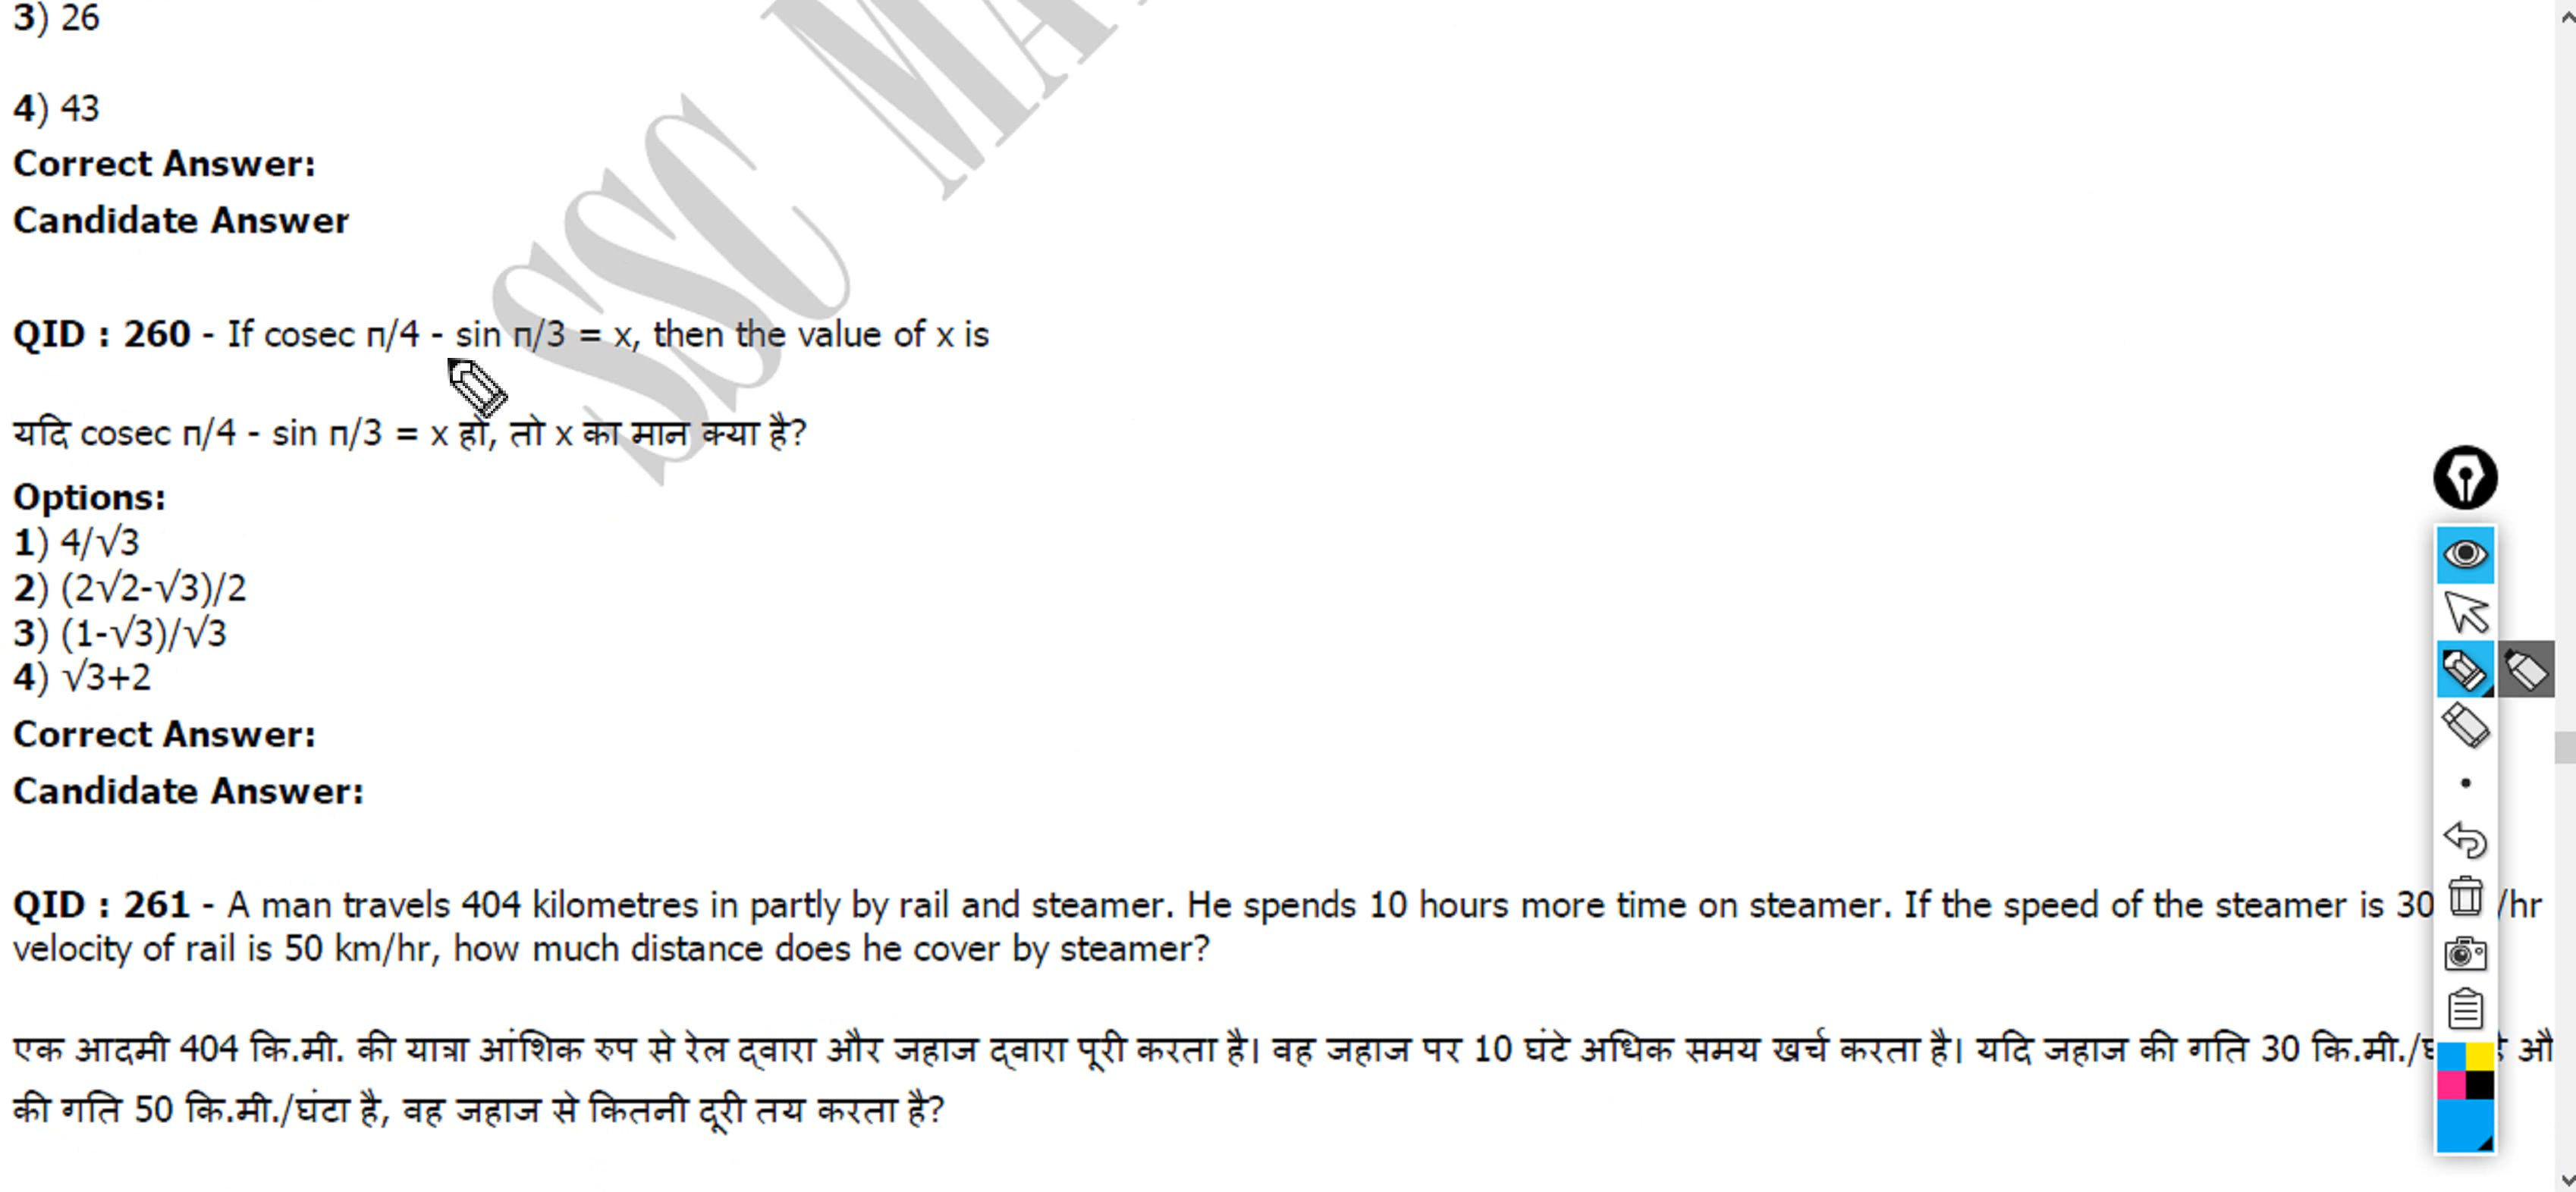 3) 26
4) 43
Correct Answer:
Candidate Answer
QID : 260 - If cosec π/4 - sin π/3 = x, then the value of x is
यदि cosec π/4 - sin π/3 = x हो, तो x का मान क्या है?
Options:
1) 4/√3
2) (2√2-√3)/2
3) (1-√3)/√3
4) √3+2
Correct Answer:
Candidate Answer:
QID : 261 - A man travels 404 kilometres in partly by rail and steamer. He spends 10 hours more time on steamer. If the speed of the steamer is 30 /hr
velocity of rail is 50 km/hr, how much distance does he cover by steamer?
एक आदमी 404 कि.मी. की यात्रा आंशिक रुप से रेल द्वारा और जहाज द्वारा पूरी करता है। वह जहाज पर 10 घंटे अधिक समय खर्च करता है। यदि जहाज की गति 30 कि.मी./
की गति 50 कि.मी./घंटा है, वह जहाज से कितनी दूरी तय करता है?
SSC